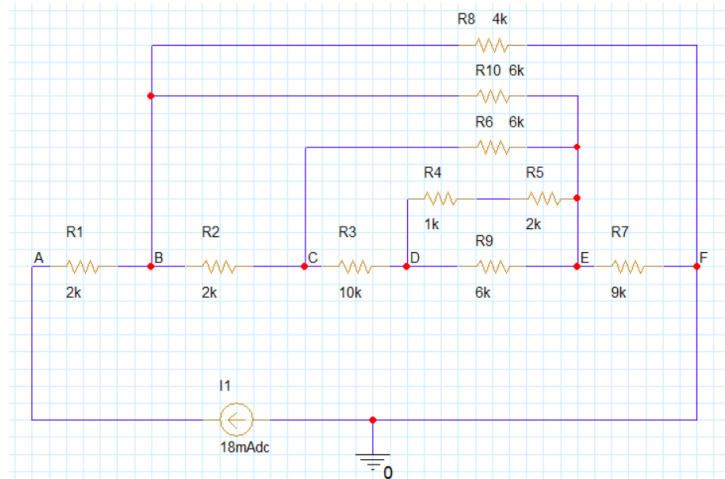 R8 4k
R10 6k
R6 6k
R4 R5
1k 2k
R1 R2 R3 R9 R7
A B C D E F
2k 2k 10k 6k 9k
I1
18mAdc
0